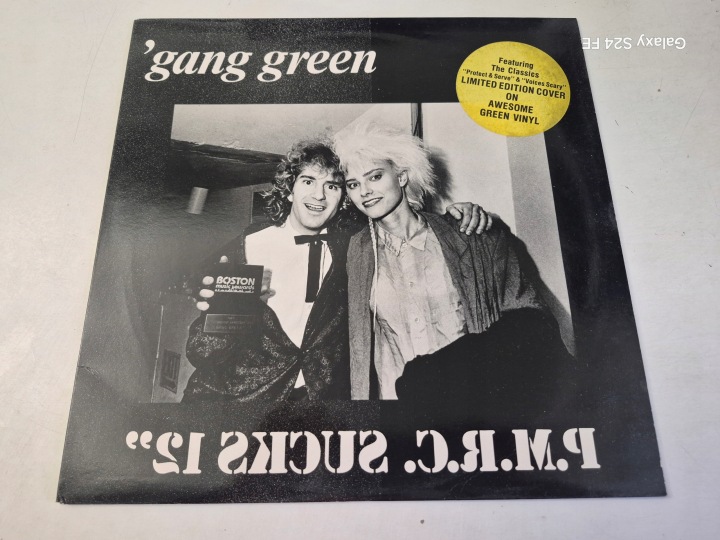 'gang green
Featuring
The Classics
"Protect & Serve" & "Voices Scary"
LIMITED EDITION COVER
ON
AWESOME
GREEN VINYL
BOSTON
music awards
P.M.R.C. SUCKS 12"
Galaxy S24 FE